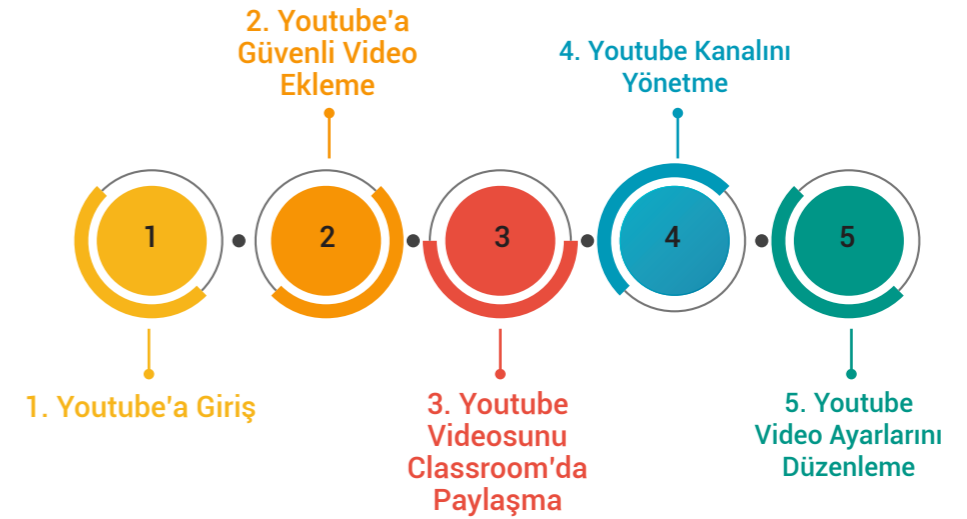 2. Youtube'a
Güvenli Video
Ekleme
4. Youtube Kanalını
Yönetme
1
2
3
4
5
1. Youtube'a Giriş
3. Youtube
Videosunu
Classroom'da
Paylaşma
5. Youtube
Video Ayarlarını
Düzenleme